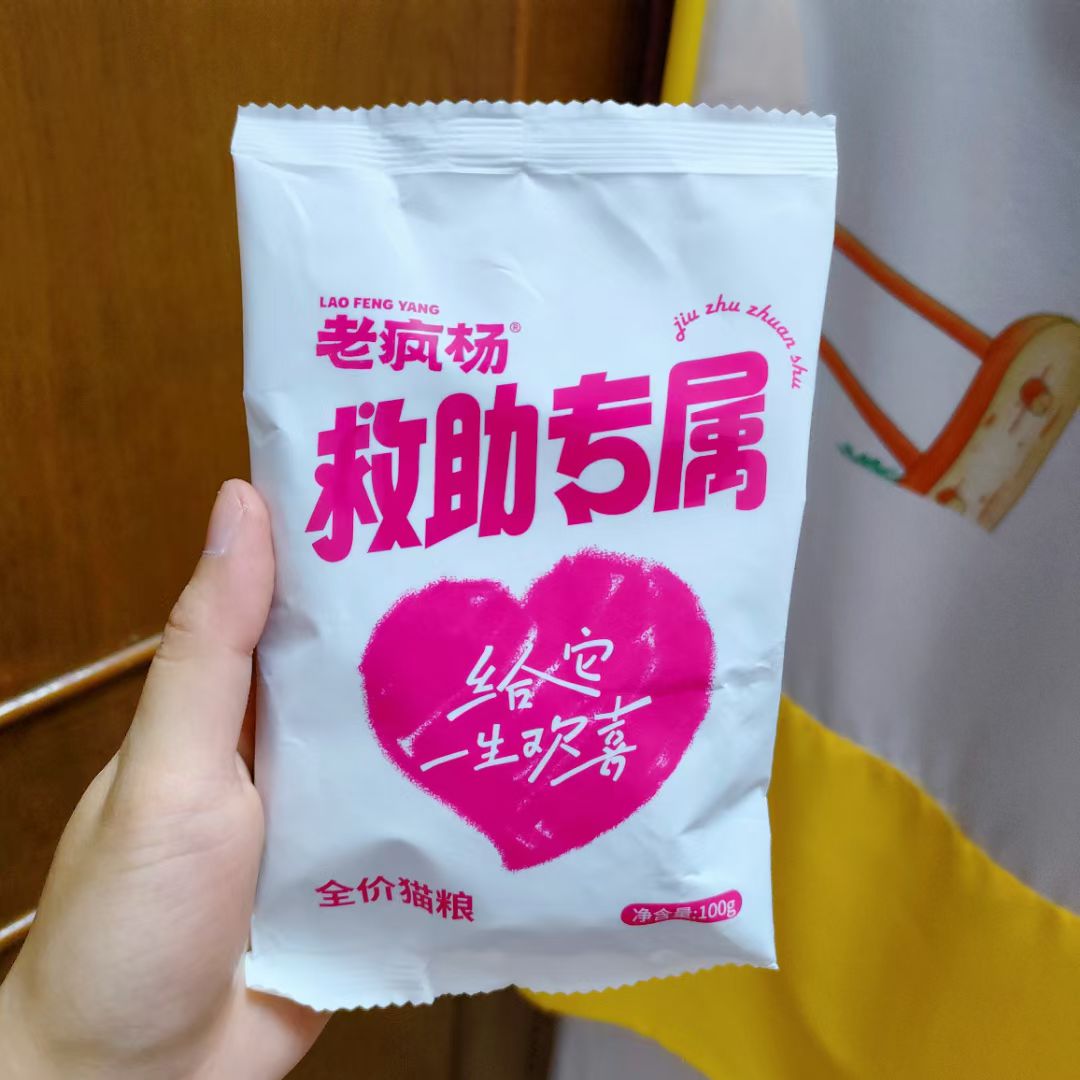 LAO FENG YANG
老疯杨®
jiu zhu zhuan shu
救助专属
给它
一生欢喜
全价猫粮
净含量:100g